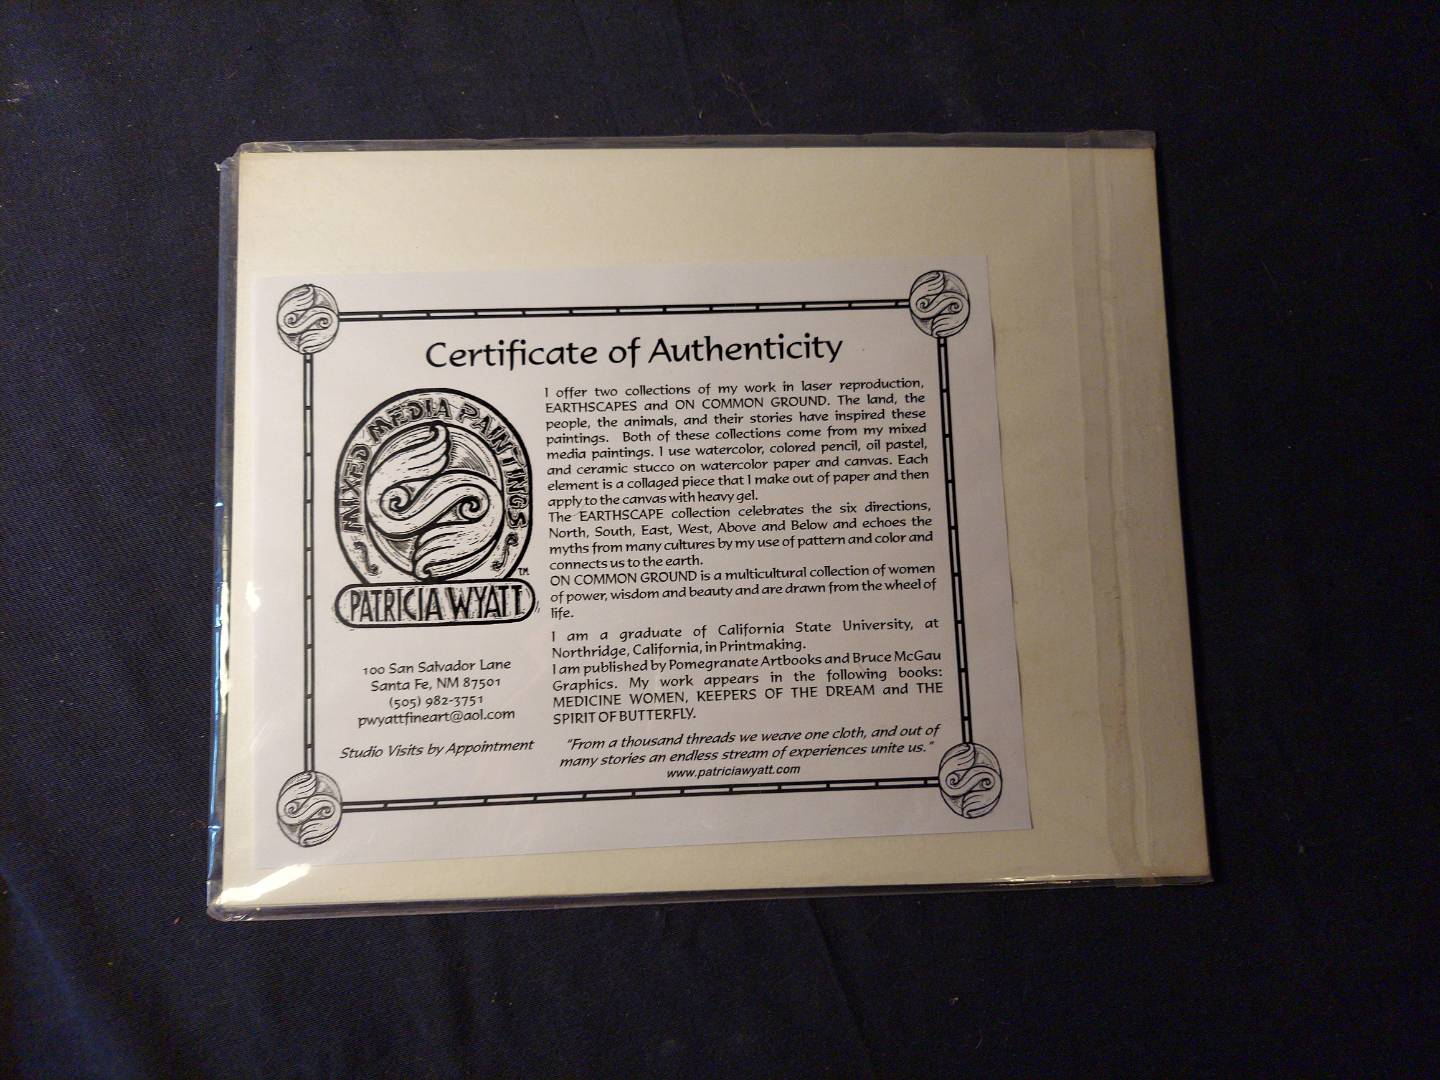 Certificate of Authenticity
MIXED MEDIA PAINTINGS
TM
PATRICIA WYATT
100 San Salvador Lane
Santa Fe, NM 87501
(505) 982-3751
pwyattfineart@aol.com
Studio Visits by Appointment
I offer two collections of my work in laser reproduction,
EARTHSCAPES and ON COMMON GROUND. The land, the
people, the animals, and their stories have inspired these
paintings. Both of these collections come from my mixed
media paintings. I use watercolor, colored pencil, oil pastel,
and ceramic stucco on watercolor paper and canvas. Each
element is a collaged piece that I make out of paper and then
apply to the canvas with heavy gel.
The EARTHSCAPE collection celebrates the six directions,
North, South, East, West, Above and Below and echoes the
myths from many cultures by my use of pattern and color and
connects us to the earth.
ON COMMON GROUND is a multicultural collection of women
of power, wisdom and beauty and are drawn from the wheel of
life.
I am a graduate of California State University, at
Northridge, California, in Printmaking.
I am published by Pomegranate Artbooks and Bruce McGau
Graphics. My work appears in the following books:
MEDICINE WOMEN, KEEPERS OF THE DREAM and THE
SPIRIT OF BUTTERFLY.
"From a thousand threads we weave one cloth, and out of
many stories an endless stream of experiences unite us."
www.patriciawyatt.com